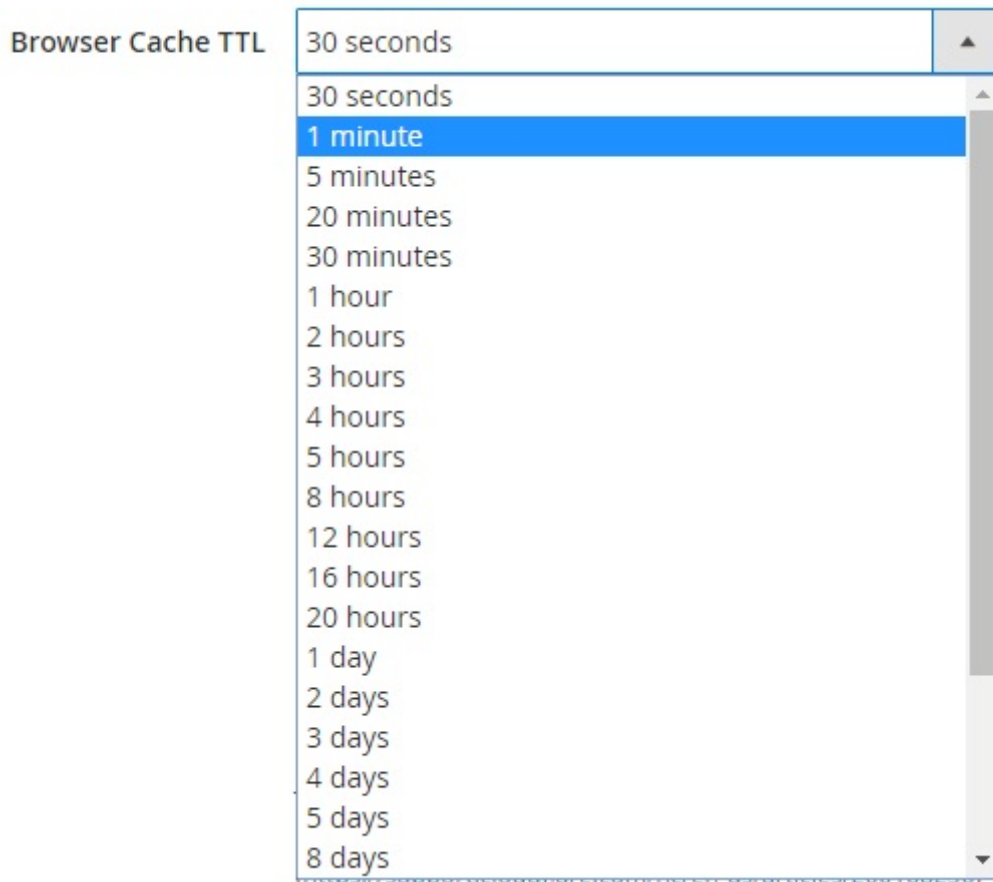 Browser Cache TTL 30 seconds
30 seconds
1 minute
5 minutes
20 minutes
30 minutes
1 hour
2 hours
3 hours
4 hours
5 hours
8 hours
12 hours
16 hours
20 hours
1 day
2 days
3 days
4 days
5 days
8 days